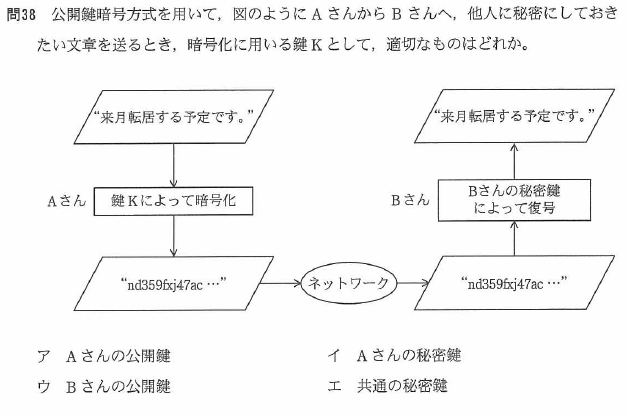 問38 公開鍵暗号方式を用いて，図のようにAさんからBさんへ，他人に秘密にしておき
たい文章を送るとき，暗号化に用いる鍵Kとして，適切なものはどれか。
“来月転居する予定です。”
“来月転居する予定です。”
Aさん
鍵Kによって暗号化
Bさん
Bさんの秘密鍵
によって復号
“nd359fxj47ac …”
ネットワーク
“nd359fxj47ac …”
ア Aさんの公開鍵
イ Aさんの秘密鍵
ウ Bさんの公開鍵
エ 共通の秘密鍵